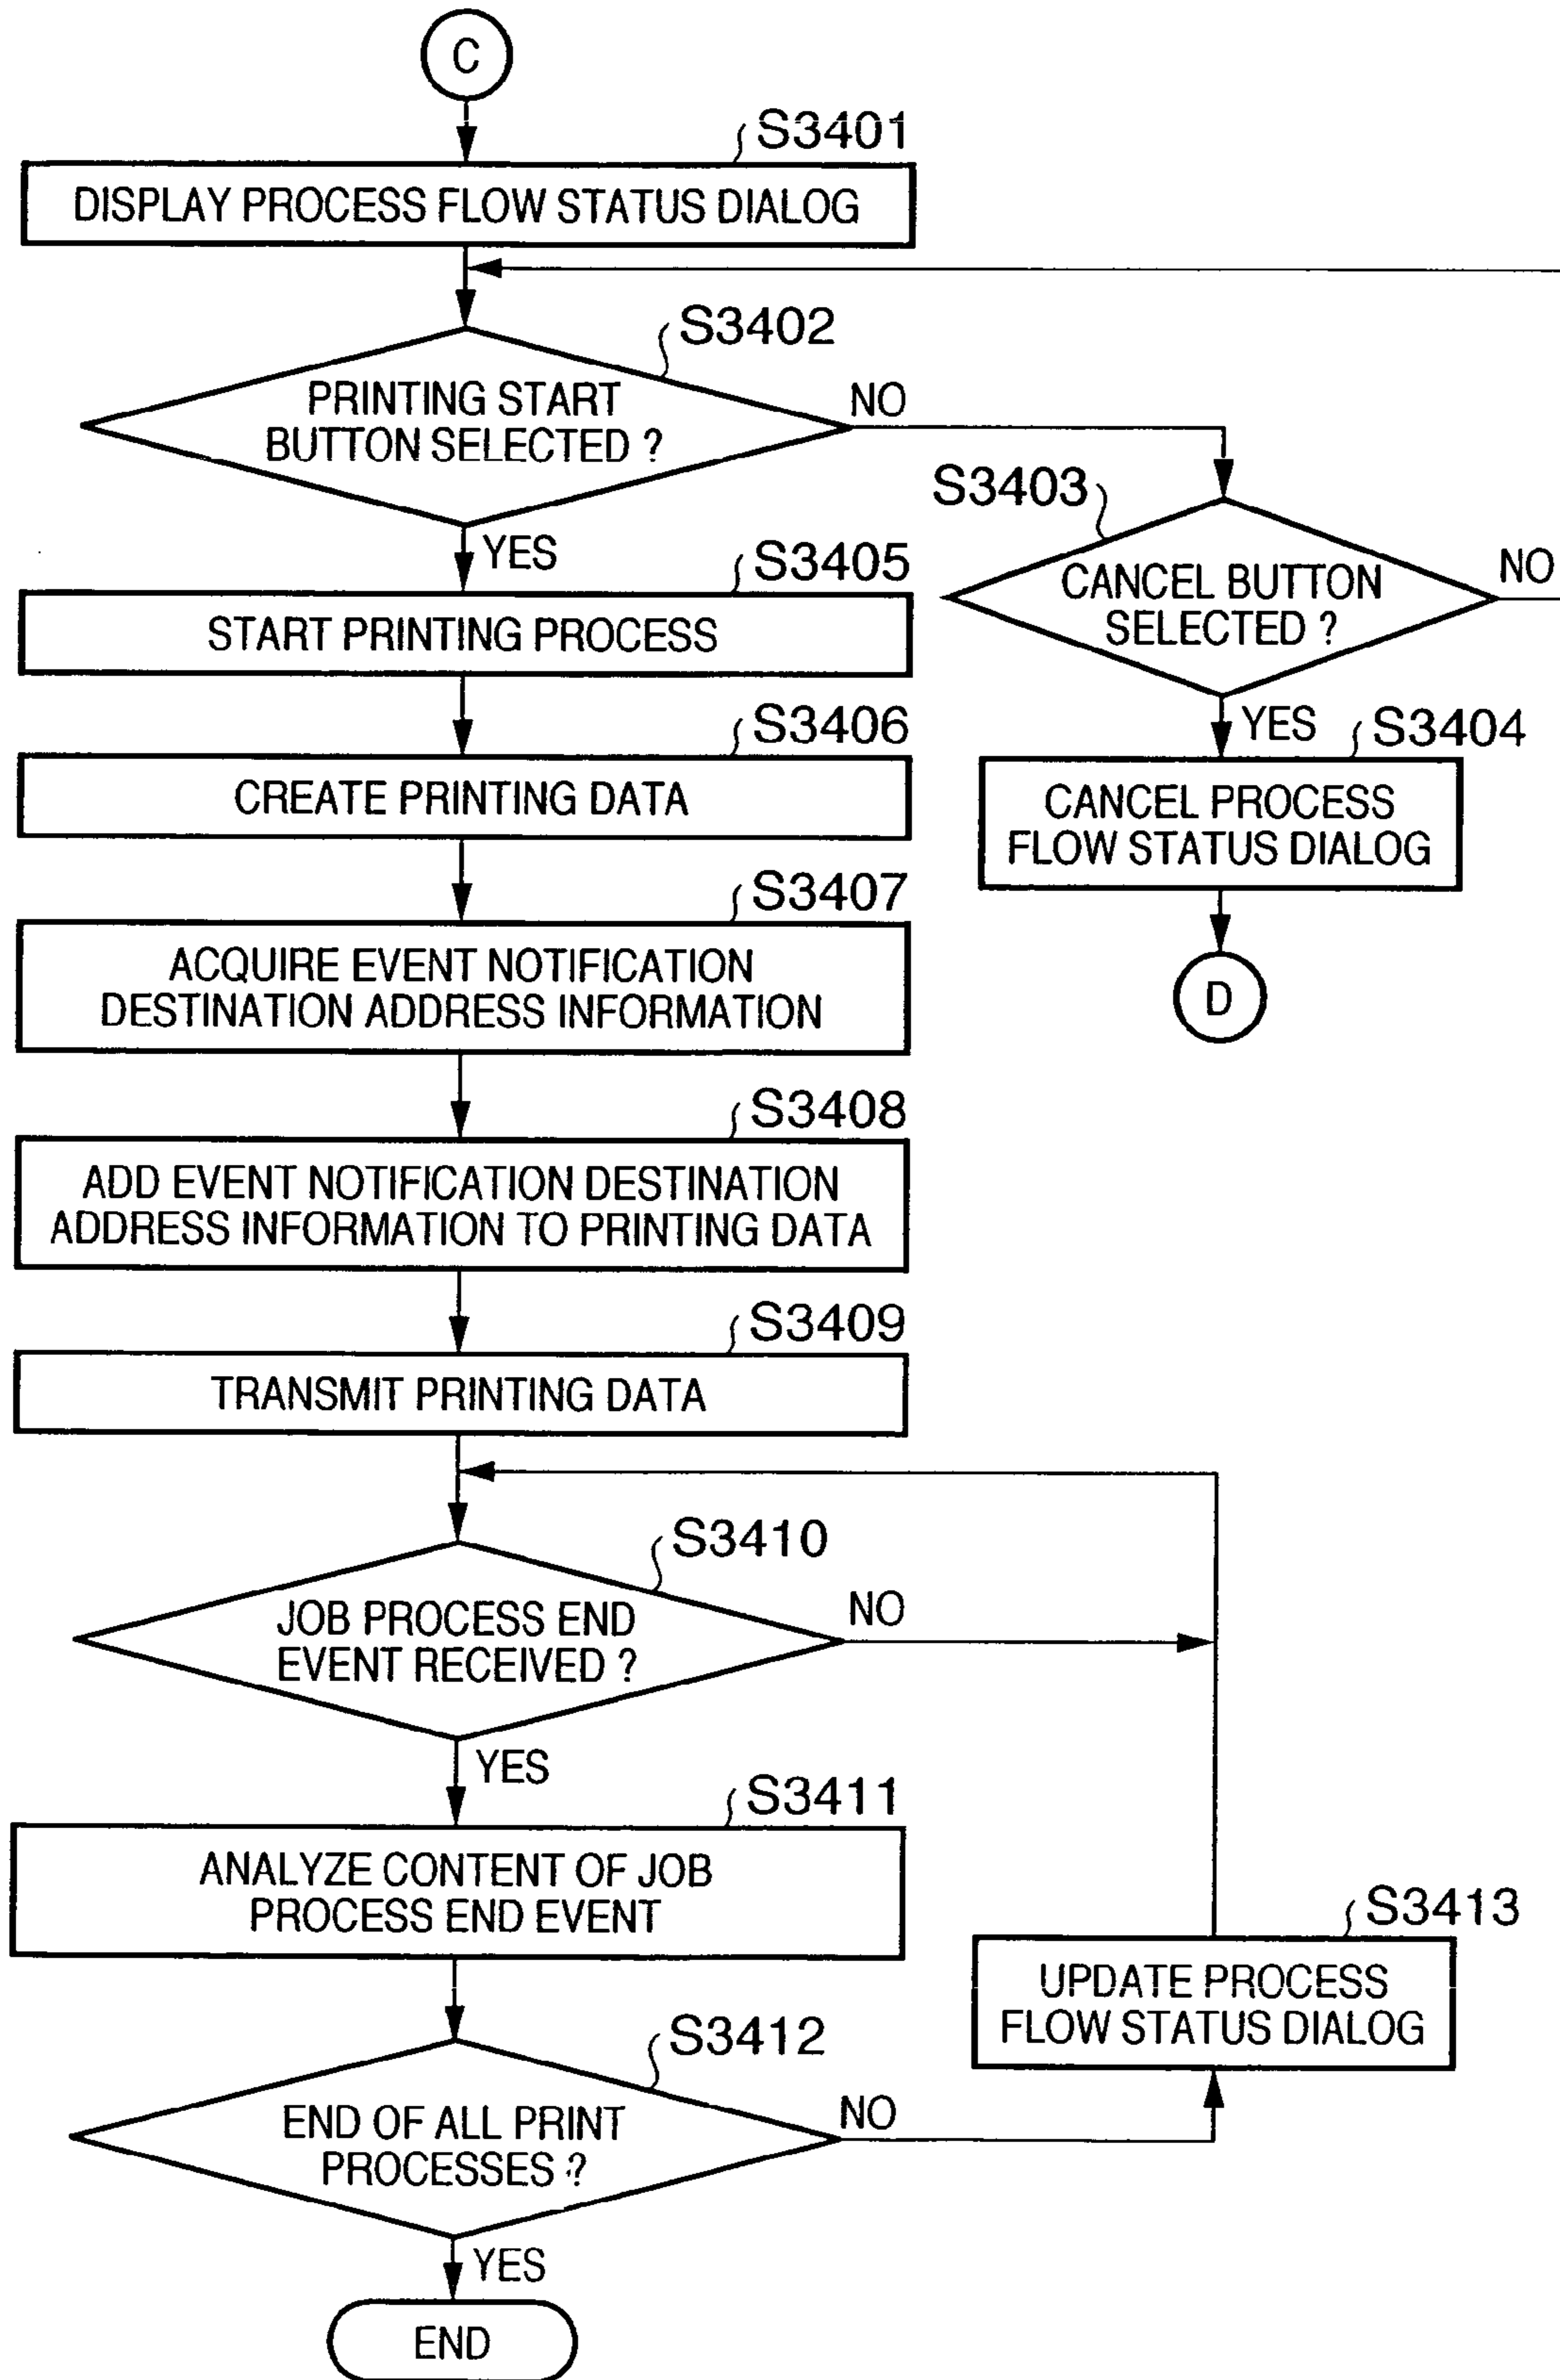 C
S3401
DISPLAY PROCESS FLOW STATUS DIALOG
S3402
PRINTING START
BUTTON SELECTED ?
NO
S3403
CANCEL BUTTON
SELECTED ?
NO
YES
S3404
CANCEL PROCESS
FLOW STATUS DIALOG
D
YES
S3405
START PRINTING PROCESS
S3406
CREATE PRINTING DATA
S3407
ACQUIRE EVENT NOTIFICATION
DESTINATION ADDRESS INFORMATION
S3408
ADD EVENT NOTIFICATION DESTINATION
ADDRESS INFORMATION TO PRINTING DATA
S3409
TRANSMIT PRINTING DATA
S3410
JOB PROCESS END
EVENT RECEIVED ?
NO
YES
S3411
ANALYZE CONTENT OF JOB
PROCESS END EVENT
S3413
UPDATE PROCESS
FLOW STATUS DIALOG
S3412
END OF ALL PRINT
PROCESSES ?
NO
YES
END